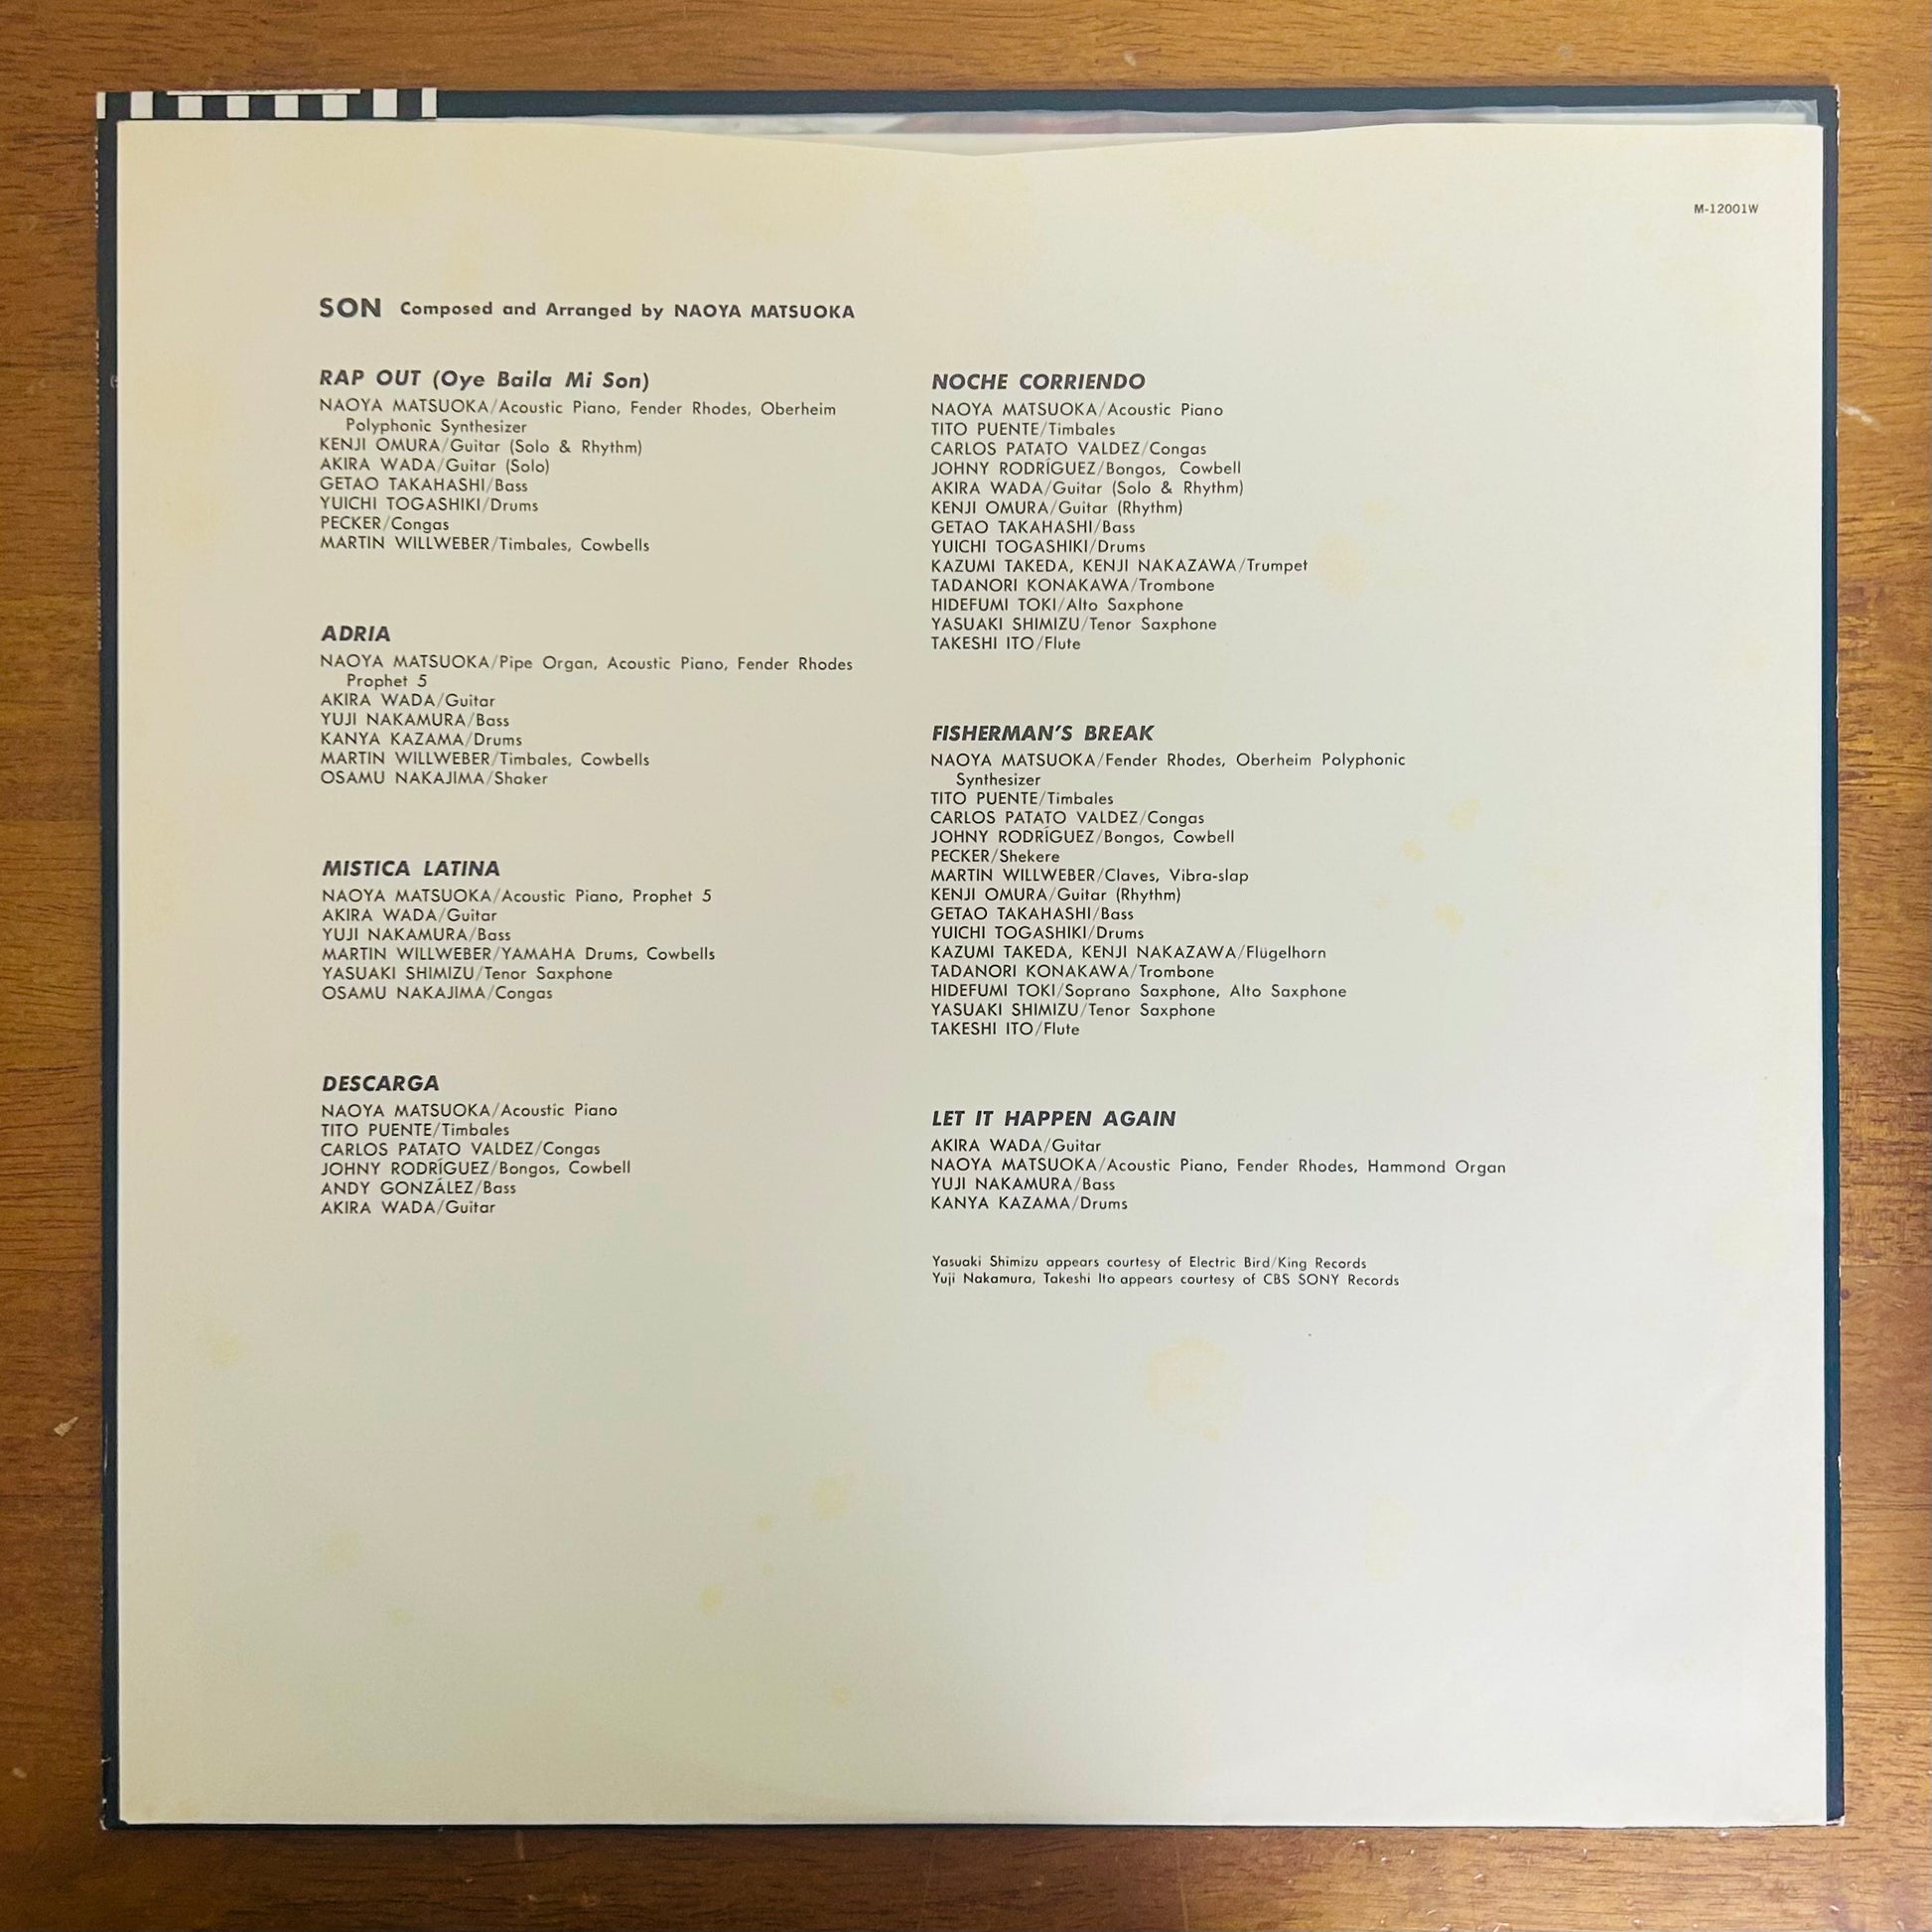 M-12001W
SON Composed and Arranged by NAOYA MATSUOKA
RAP OUT (Oye Baila Mi Son)
NAOYA MATSUOKA/Acoustic Piano, Fender Rhodes, Oberheim
Polyphonic Synthesizer
KENJI OMURA/Guitar (Solo & Rhythm)
AKIRA WADA/Guitar (Solo)
GETAO TAKAHASHI/Bass
YUICHI TOGASHIKI/Drums
PECKER/Congas
MARTIN WILLWEBER/Timbales, Cowbells
ADRIA
NAOYA MATSUOKA/Pipe Organ, Acoustic Piano, Fender Rhodes
Prophet 5
AKIRA WADA/Guitar
YUJI NAKAMURA/Bass
KANYA KAZAMA/Drums
MARTIN WILLWEBER/Timbales, Cowbells
OSAMU NAKAJIMA/Shaker
MISTICA LATINA
NAOYA MATSUOKA/Acoustic Piano, Prophet 5
AKIRA WADA/Guitar
YUJI NAKAMURA/Bass
MARTIN WILLWEBER/YAMAHA Drums, Cowbells
YASUAKI SHIMIZU/Tenor Saxphone
OSAMU NAKAJIMA/Congas
DESCARGA
NAOYA MATSUOKA/Acoustic Piano
TITO PUENTE/Timbales
CARLOS PATATO VALDEZ/Congas
JOHNY RODRÍGUEZ/Bongos, Cowbell
ANDY GONZÁLEZ/Bass
AKIRA WADA/Guitar
NOCHE CORRIENDO
NAOYA MATSUOKA/Acoustic Piano
TITO PUENTE/Timbales
CARLOS PATATO VALDEZ/Congas
JOHNY RODRÍGUEZ/Bongos, Cowbell
AKIRA WADA/Guitar (Solo & Rhythm)
KENJI OMURA/Guitar (Rhythm)
GETAO TAKAHASHI/Bass
YUICHI TOGASHIKI/Drums
KAZUMI TAKEDA, KENJI NAKAZAWA/Trumpet
TADANORI KONAKAWA/Trombone
HIDEFUMI TOKI/Alto Saxphone
YASUAKI SHIMIZU/Tenor Saxphone
TAKESHI ITO/Flute
FISHERMAN'S BREAK
NAOYA MATSUOKA/Fender Rhodes, Oberheim Polyphonic
Synthesizer
TITO PUENTE/Timbales
CARLOS PATATO VALDEZ/Congas
JOHNY RODRÍGUEZ/Bongos, Cowbell
PECKER/Shekere
MARTIN WILLWEBER/Claves, Vibra-slap
KENJI OMURA/Guitar (Rhythm)
GETAO TAKAHASHI/Bass
YUICHI TOGASHIKI/Drums
KAZUMI TAKEDA, KENJI NAKAZAWA/Flügelhorn
TADANORI KONAKAWA/Trombone
HIDEFUMI TOKI/Soprano Saxphone, Alto Saxphone
YASUAKI SHIMIZU/Tenor Saxphone
TAKESHI ITO/Flute
LET IT HAPPEN AGAIN
AKIRA WADA/Guitar
NAOYA MATSUOKA/Acoustic Piano, Fender Rhodes, Hammond Organ
YUJI NAKAMURA/Bass
KANYA KAZAMA/Drums
Yasuaki Shimizu appears courtesy of Electric Bird/King Records
Yuji Nakamura, Takeshi Ito appears courtesy of CBS SONY Records